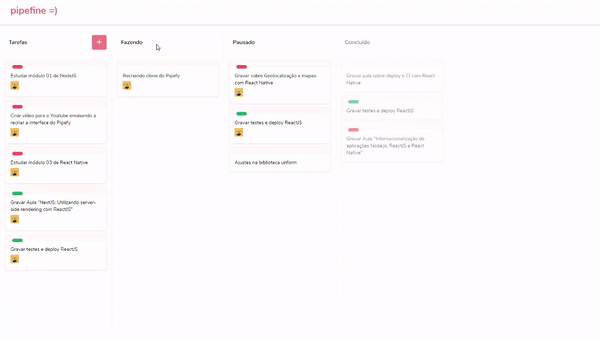 pipefine =)
Tarefas
+
Estudar módulo 01 de NodeJS
Criar vídeo para o Youtube ensinando a
recriar a interface do Pipefy
Estudar módulo 03 de React Native
Gravar Aula "NextJS: Utilizando server-
side rendering com ReactJS"
Gravar testes e deploy ReactJS
Fazendo
Recriando clone do Pipefy
Pausado
Gravar sobre Geolocalização e mapas
com React Native
Gravar testes e deploy ReactJS
Ajustes na biblioteca unform
Concluído
Gravar aula sobre deploy e CI com React
Native
Gravar testes e deploy ReactJS
Gravar Aula "Internacionalização de
aplicações Node.js, ReactJS e React
Native"